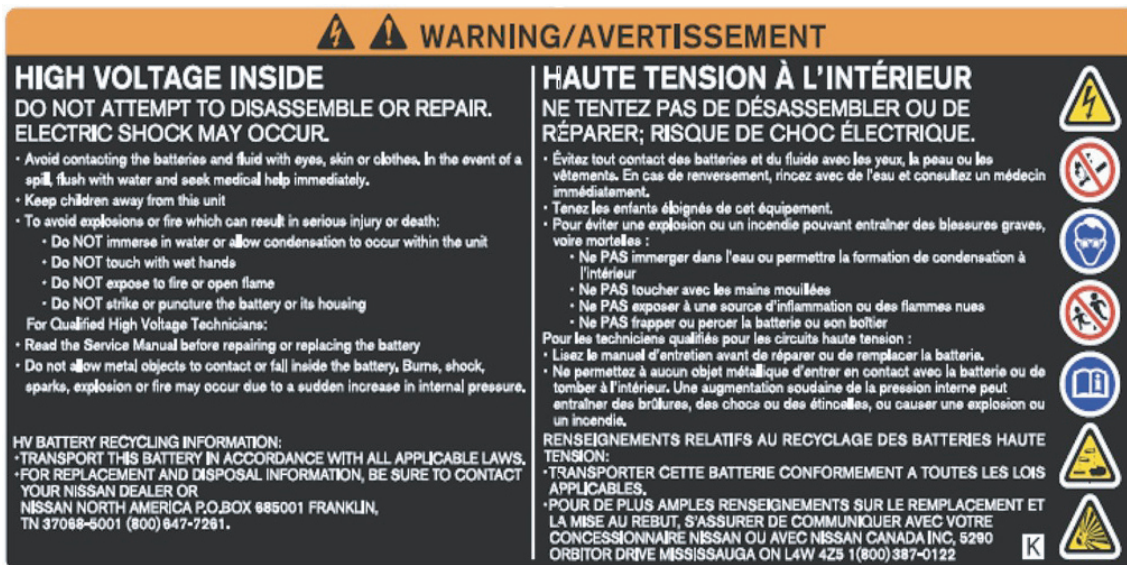 WARNING/AVERTISSEMENT
HIGH VOLTAGE INSIDE
DO NOT ATTEMPT TO DISASSEMBLE OR REPAIR.
ELECTRIC SHOCK MAY OCCUR.
· Avoid contacting the batteries and fluid with eyes, skin or clothes. In the event of a
spill, flush with water and seek medical help immediately.
· Keep children away from this unit
· To avoid explosions or fire which can result in serious injury or death:
· Do NOT immerse in water or allow condensation to occur within the unit
· Do NOT touch with wet hands
· Do NOT expose to fire or open flame
· Do NOT strike or puncture the battery or its housing
For Qualified High Voltage Technicians:
· Read the Service Manual before repairing or replacing the battery
· Do not allow metal objects to contact or fall inside the battery. Burns, shock,
sparks, explosion or fire may occur due to a sudden increase in internal pressure.
HV BATTERY RECYCLING INFORMATION:
·TRANSPORT THIS BATTERY IN ACCORDANCE WITH ALL APPLICABLE LAWS.
·FOR REPLACEMENT AND DISPOSAL INFORMATION, BE SURE TO CONTACT
YOUR NISSAN DEALER OR
NISSAN NORTH AMERICA P.O.BOX 685001 FRANKLIN,
TN 37068-5001 (800)647-7261.
HAUTE TENSION À L'INTÉRIEUR
NE TENTEZ PAS DE DÉSASSEMBLER OU DE
RÉPARER; RISQUE DE CHOC ÉLECTRIQUE.
· Évitez tout contact des batteries et du fluide avec les yeux, la peau ou les
vêtements. En cas de renversement, rincez avec de l'eau et consultez un médecin
immédiatement.
· Tenez les enfants éloignés de cet équipement.
· Pour éviter une explosion ou un incendie pouvant entraîner des blessures graves,
voire mortelles :
· Ne PAS immerger dans l'eau ou permettre la formation de condensation à
l'intérieur
· Ne PAS toucher avec les mains mouillées
· Ne PAS exposer à une source d'inflammation ou des flammes nues
· Ne PAS frapper ou percer la batterie ou son boîtier
Pour les techniciens qualifiés pour les circuits haute tension :
· Lisez le manuel d'entretien avant de réparer ou de remplacer la batterie.
· Ne permettez à aucun objet métallique d'entrer en contact avec la batterie ou de
tomber à l'intérieur. Une augmentation soudaine de la pression interne peut
entraîner des brûlures, des chocs ou des étincelles, ou causer une explosion ou
un incendie.
RENSEIGNEMENTS RELATIFS AU RECYCLAGE DES BATTERIES HAUTE
TENSION:
·TRANSPORTER CETTE BATTERIE CONFORMEMENT A TOUTES LES LOIS
APPLICABLES.
·POUR DE PLUS AMPLES RENSEIGNEMENTS SUR LE REMPLACEMENT ET
LA MISE AU REBUT, S'ASSURER DE COMMUNIQUER AVEC VOTRE
CONCESSIONNAIRE NISSAN OU AVEC NISSAN CANADA INC, 5290
ORBITOR DRIVE MISSISSAUGA ON L4W 4Z5 1(800)387-0122
K